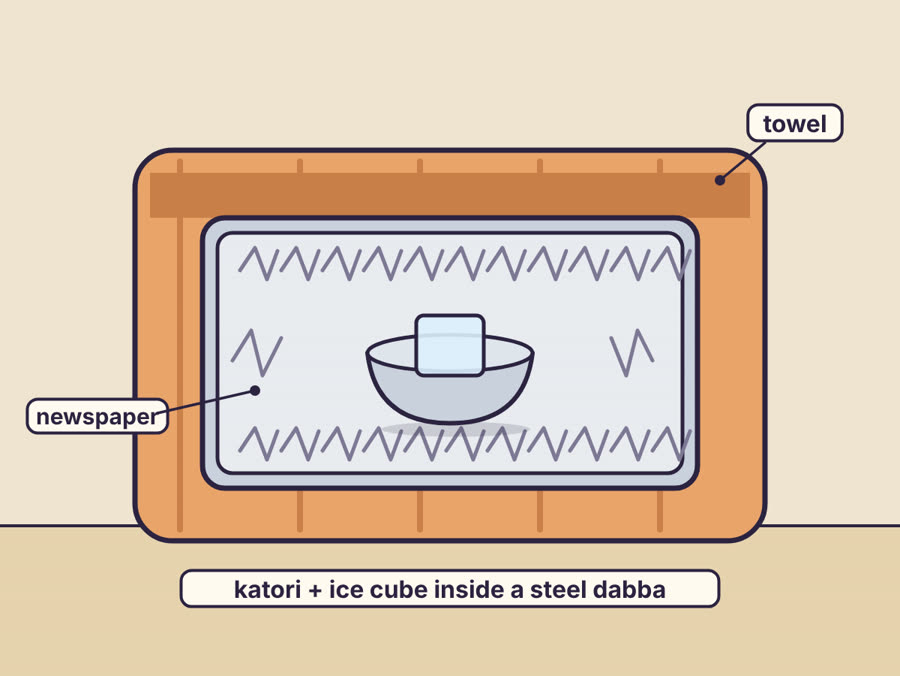 towel
newspaper
katori + ice cube inside a steel dabba